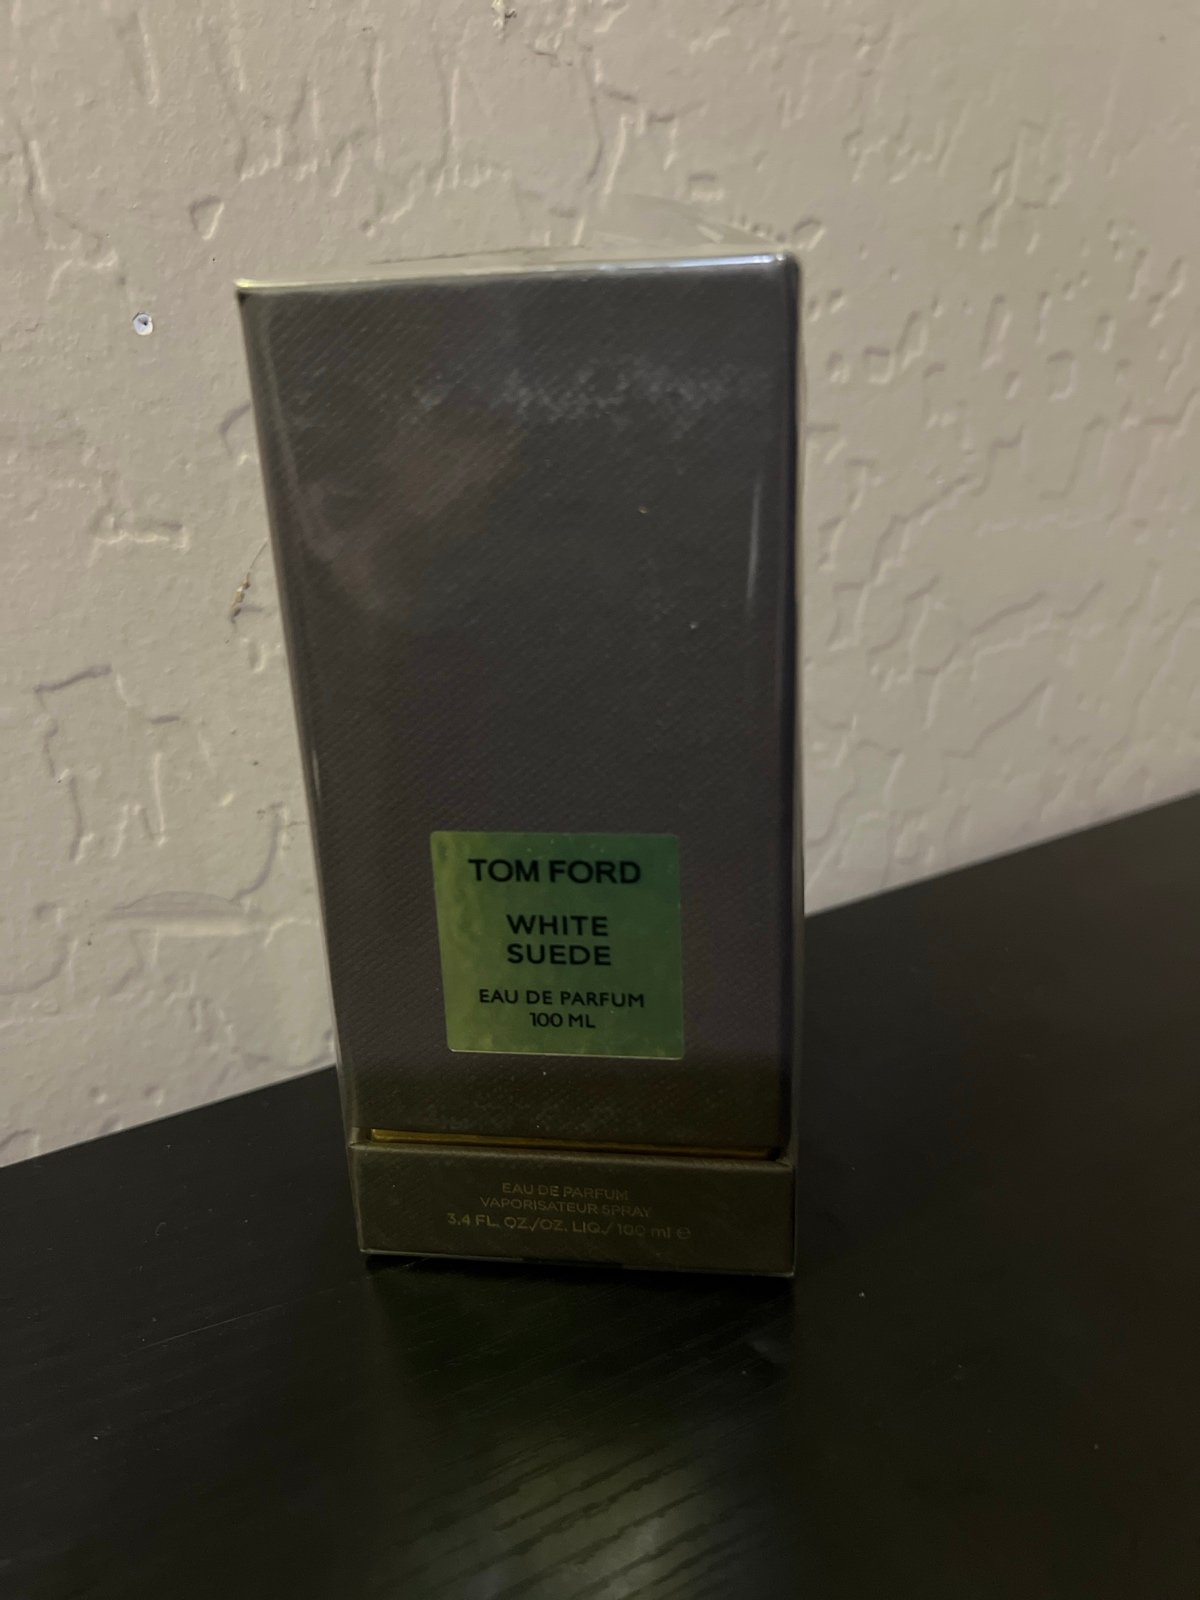 TOM FORD
WHITE
SUEDE
EAU DE PARFUM
100 ML
EAU DE PARFUM
VAPORISATEUR SPRAY
3.4 FL. OZ./OZ. LIQ./ 100 ml ℮